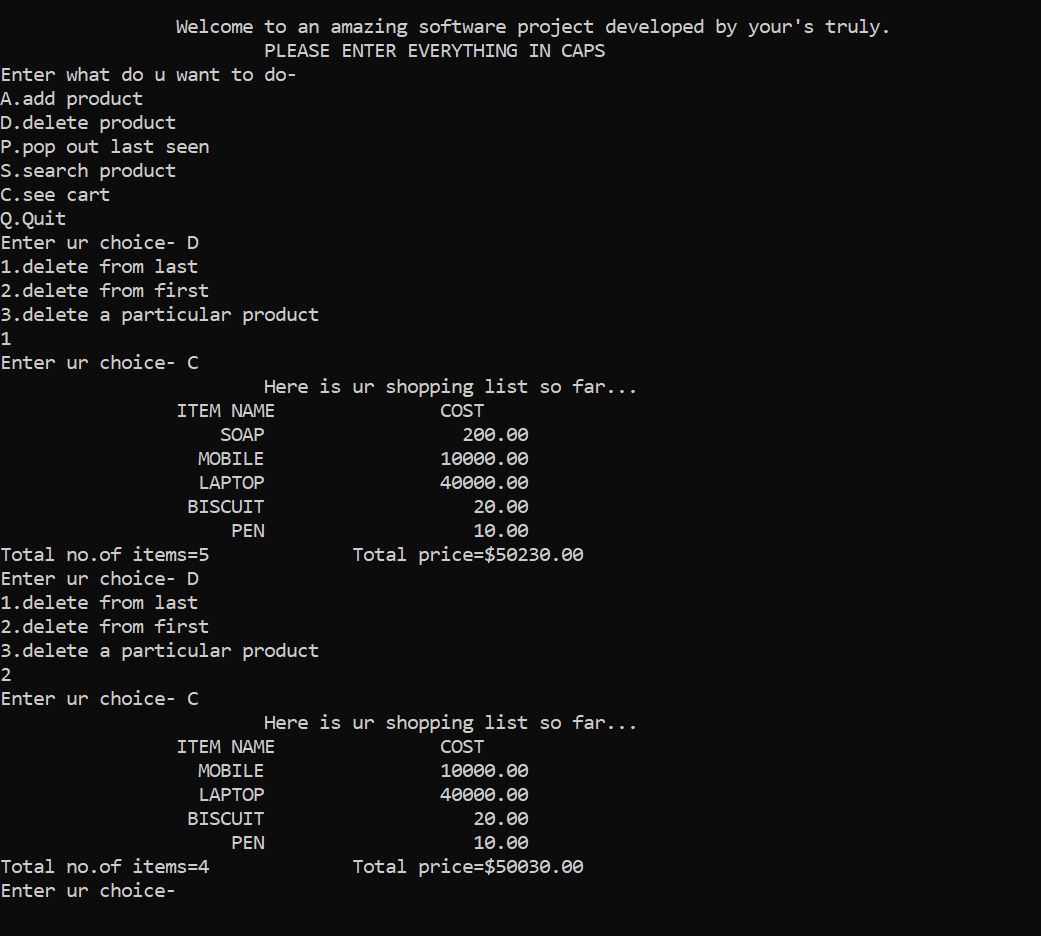 Welcome to an amazing software project developed by your's truly.
PLEASE ENTER EVERYTHING IN CAPS
Enter what do u want to do-
A.add product
D.delete product
P.pop out last seen
S.search product
C.see cart
Q.Quit
Enter ur choice- D
1.delete from last
2.delete from first
3.delete a particular product
1
Enter ur choice- C
Here is ur shopping list so far...
ITEM NAME COST
SOAP 200.00
MOBILE 10000.00
LAPTOP 40000.00
BISCUIT 20.00
PEN 10.00
Total no.of items=5 Total price=$50230.00
Enter ur choice- D
1.delete from last
2.delete from first
3.delete a particular product
2
Enter ur choice- C
Here is ur shopping list so far...
ITEM NAME COST
MOBILE 10000.00
LAPTOP 40000.00
BISCUIT 20.00
PEN 10.00
Total no.of items=4 Total price=$50030.00
Enter ur choice-